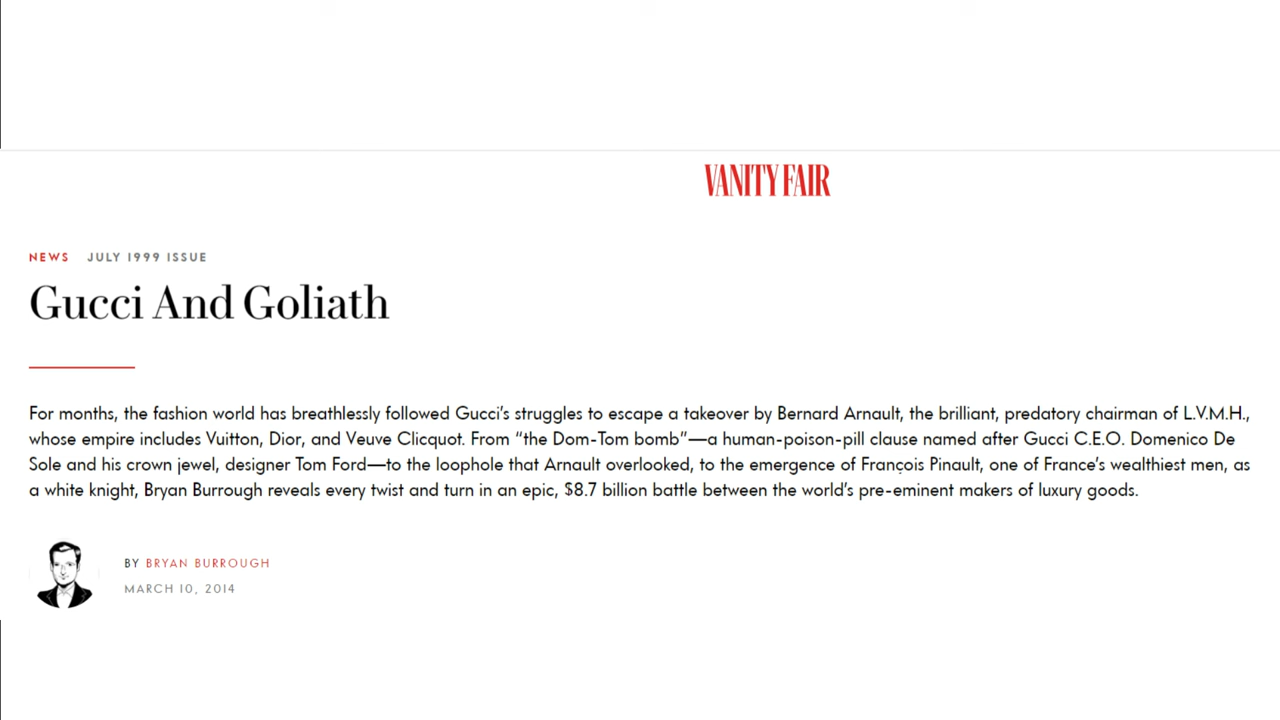 VANITY FAIR
NEWS JULY 1999 ISSUE
Gucci And Goliath
For months, the fashion world has breathlessly followed Gucci’s struggles to escape a takeover by Bernard Arnault, the brilliant, predatory chairman of L.V.M.H.,
whose empire includes Vuitton, Dior, and Veuve Clicquot. From “the Dom-Tom bomb”—a human-poison-pill clause named after Gucci C.E.O. Domenico De
Sole and his crown jewel, designer Tom Ford—to the loophole that Arnault overlooked, to the emergence of François Pinault, one of France’s wealthiest men, as
a white knight, Bryan Burrough reveals every twist and turn in an epic, $8.7 billion battle between the world’s pre-eminent makers of luxury goods.
BY BRYAN BURROUGH
MARCH 10, 2014